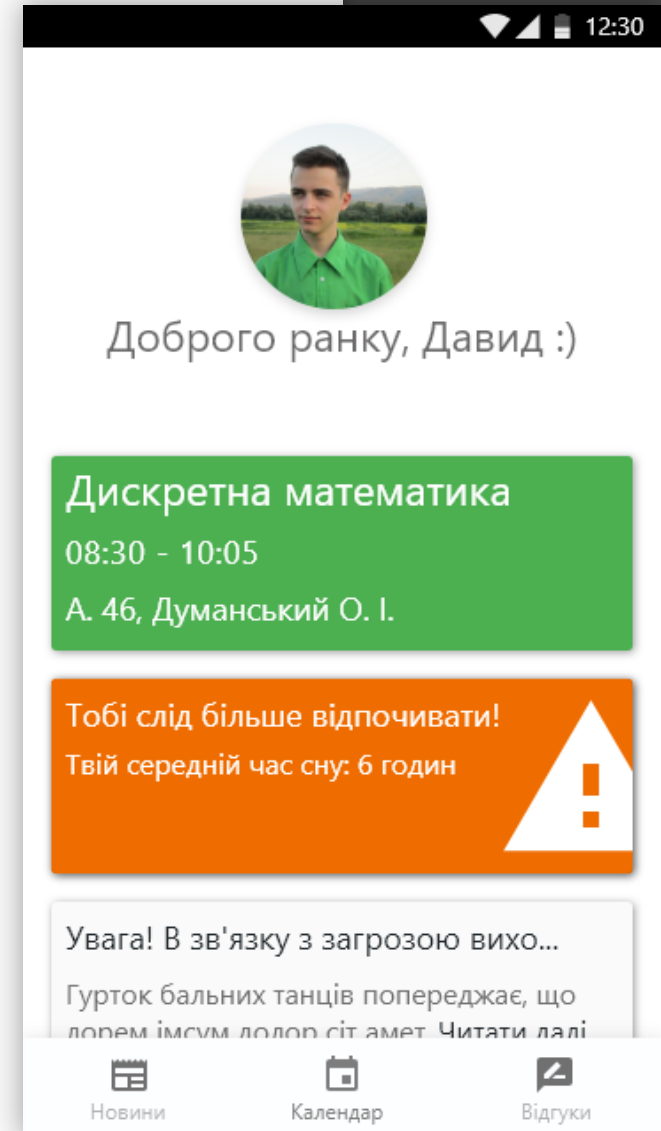 12:30
Доброго ранку, Давид :)
Дискретна математика
08:30 - 10:05
А. 46, Думанський О. І.
Тобі слід більше відпочивати!
Твій середній час сну: 6 годин
Увага! В зв'язку з загрозою вихо...
Гурток бальних танців попереджає, що
лорем імсум долор сіт амет Читати далі
Новини
Календар
Відгуки